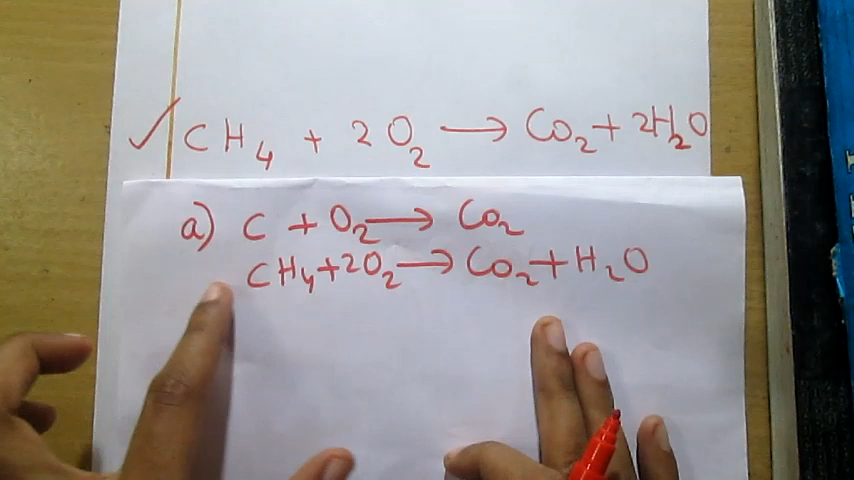 ✓ CH₄ + 2O₂ → CO₂ + 2H₂O
a) C + O₂ → CO₂
CH₄ + 2O₂ → CO₂ + H₂O